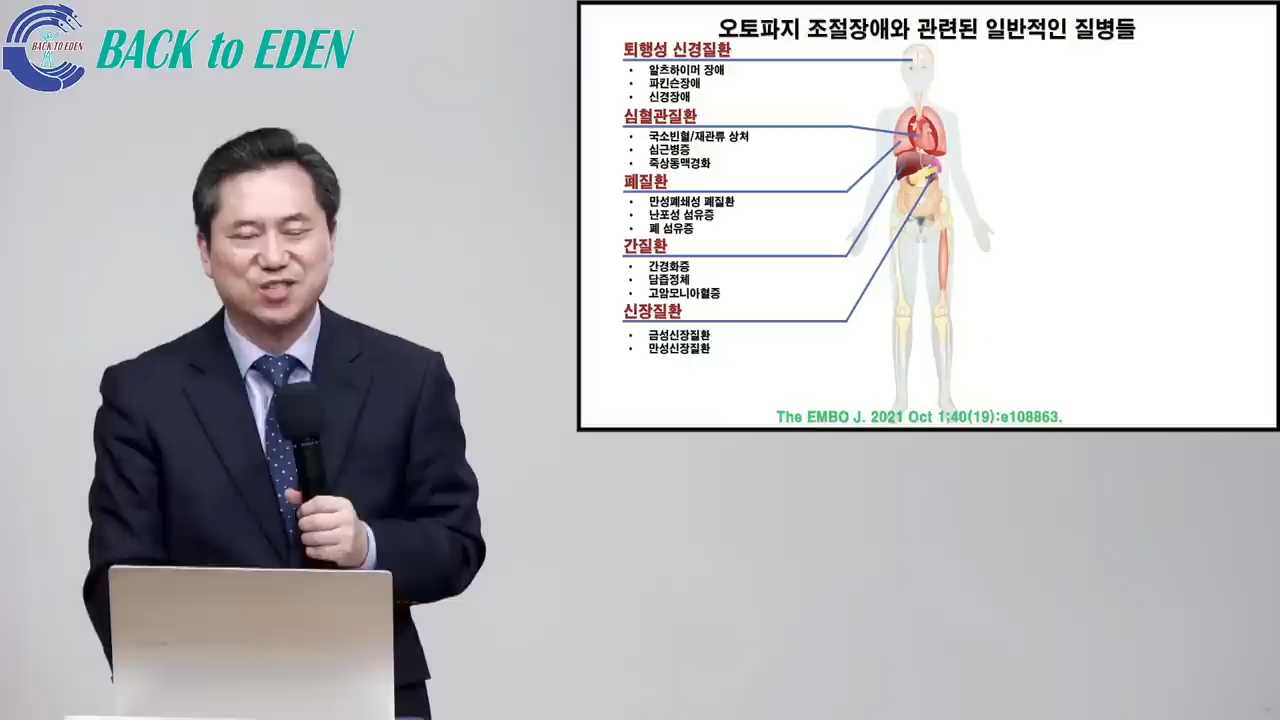 BACK TO EDEN
BACK to EDEN
오토파지 조절장애와 관련된 일반적인 질병들
퇴행성 신경질환
• 알츠하이머 장애
• 파킨슨장애
• 신경장애
심혈관질환
• 국소빈혈/재관류 상처
• 심근병증
• 죽상동맥경화
폐질환
• 만성폐쇄성 폐질환
• 난포성 섬유증
• 폐 섬유증
간질환
• 간경화증
• 담즙정체
• 고암모니아혈증
신장질환
• 금성신장질환
• 만성신장질환
The EMBO J. 2021 Oct 1;40(19):e108863.